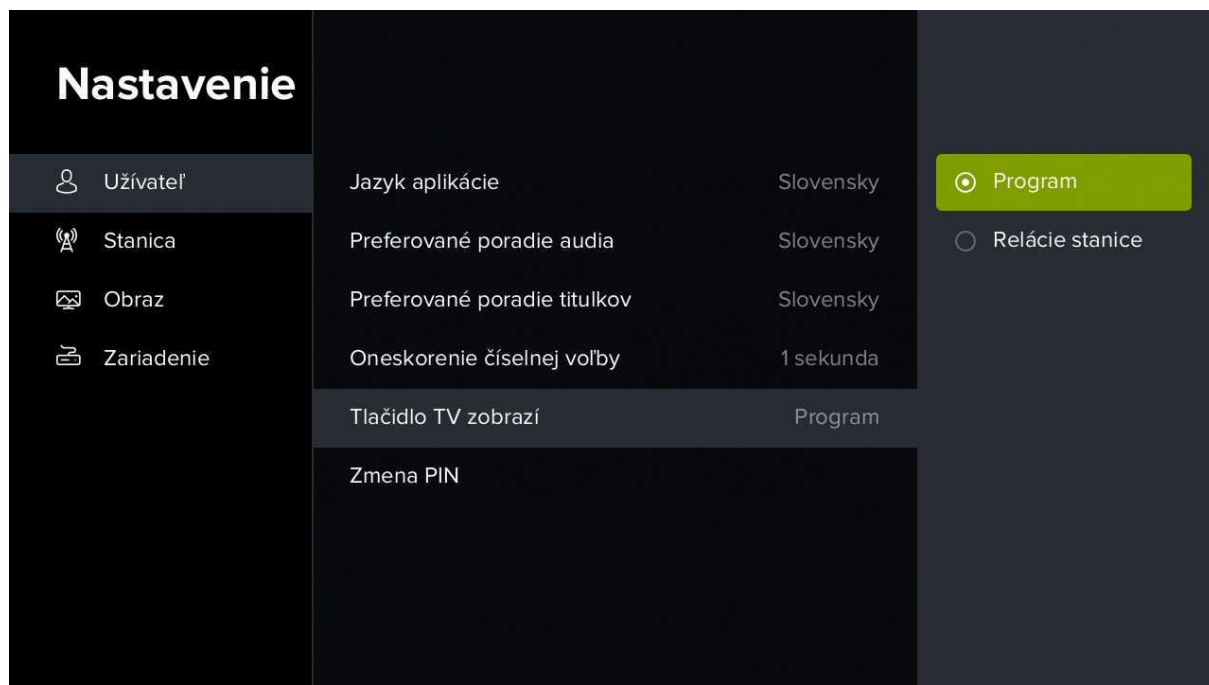 Nastavenie
Užívateľ
Stanica
Obraz
Zariadenie
Jazyk aplikácie Slovensky
Preferované poradie audia Slovensky
Preferované poradie titulkov Slovensky
Oneskorenie číselnej voľby 1 sekunda
Tlačidlo TV zobrazí Program
Zmena PIN
Program
Relácie stanice